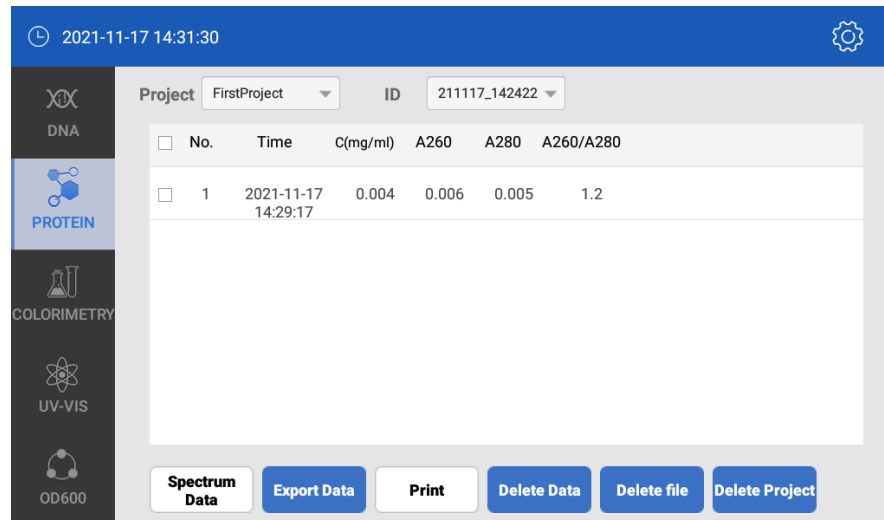 2021-11-17 14:31:30
DNA
PROTEIN
COLORIMETRY
UV-VIS
OD600
Project FirstProject ID 211117_142422
No. Time C(mg/ml) A260 A280 A260/A280
1 2021-11-17 0.004 0.006 0.005 1.2
14:29:17
Spectrum
Data
Export Data
Print
Delete Data
Delete file
Delete Project